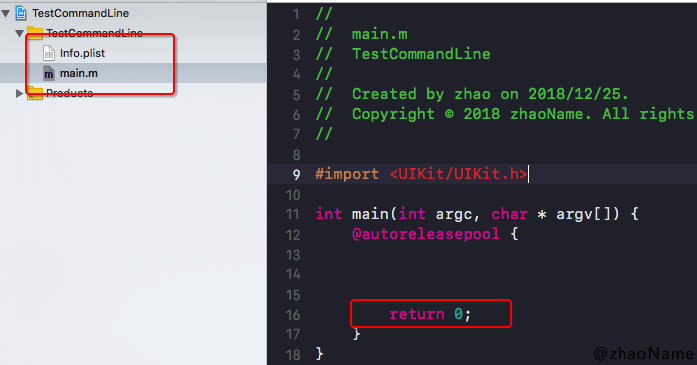 TestCommandLine
TestCommandLine
Info.plist
main.m
Products
1 //
2 // main.m
3 // TestCommandLine
4 //
5 // Created by zhao on 2018/12/25.
6 // Copyright © 2018 zhaoName. All rights
7 //
8
9 #import <UIKit/UIKit.h>
10
11 int main(int argc, char * argv[]) {
12 @autoreleasepool {
13
14
15
16 return 0;
17 }
18 }
@zhaoName